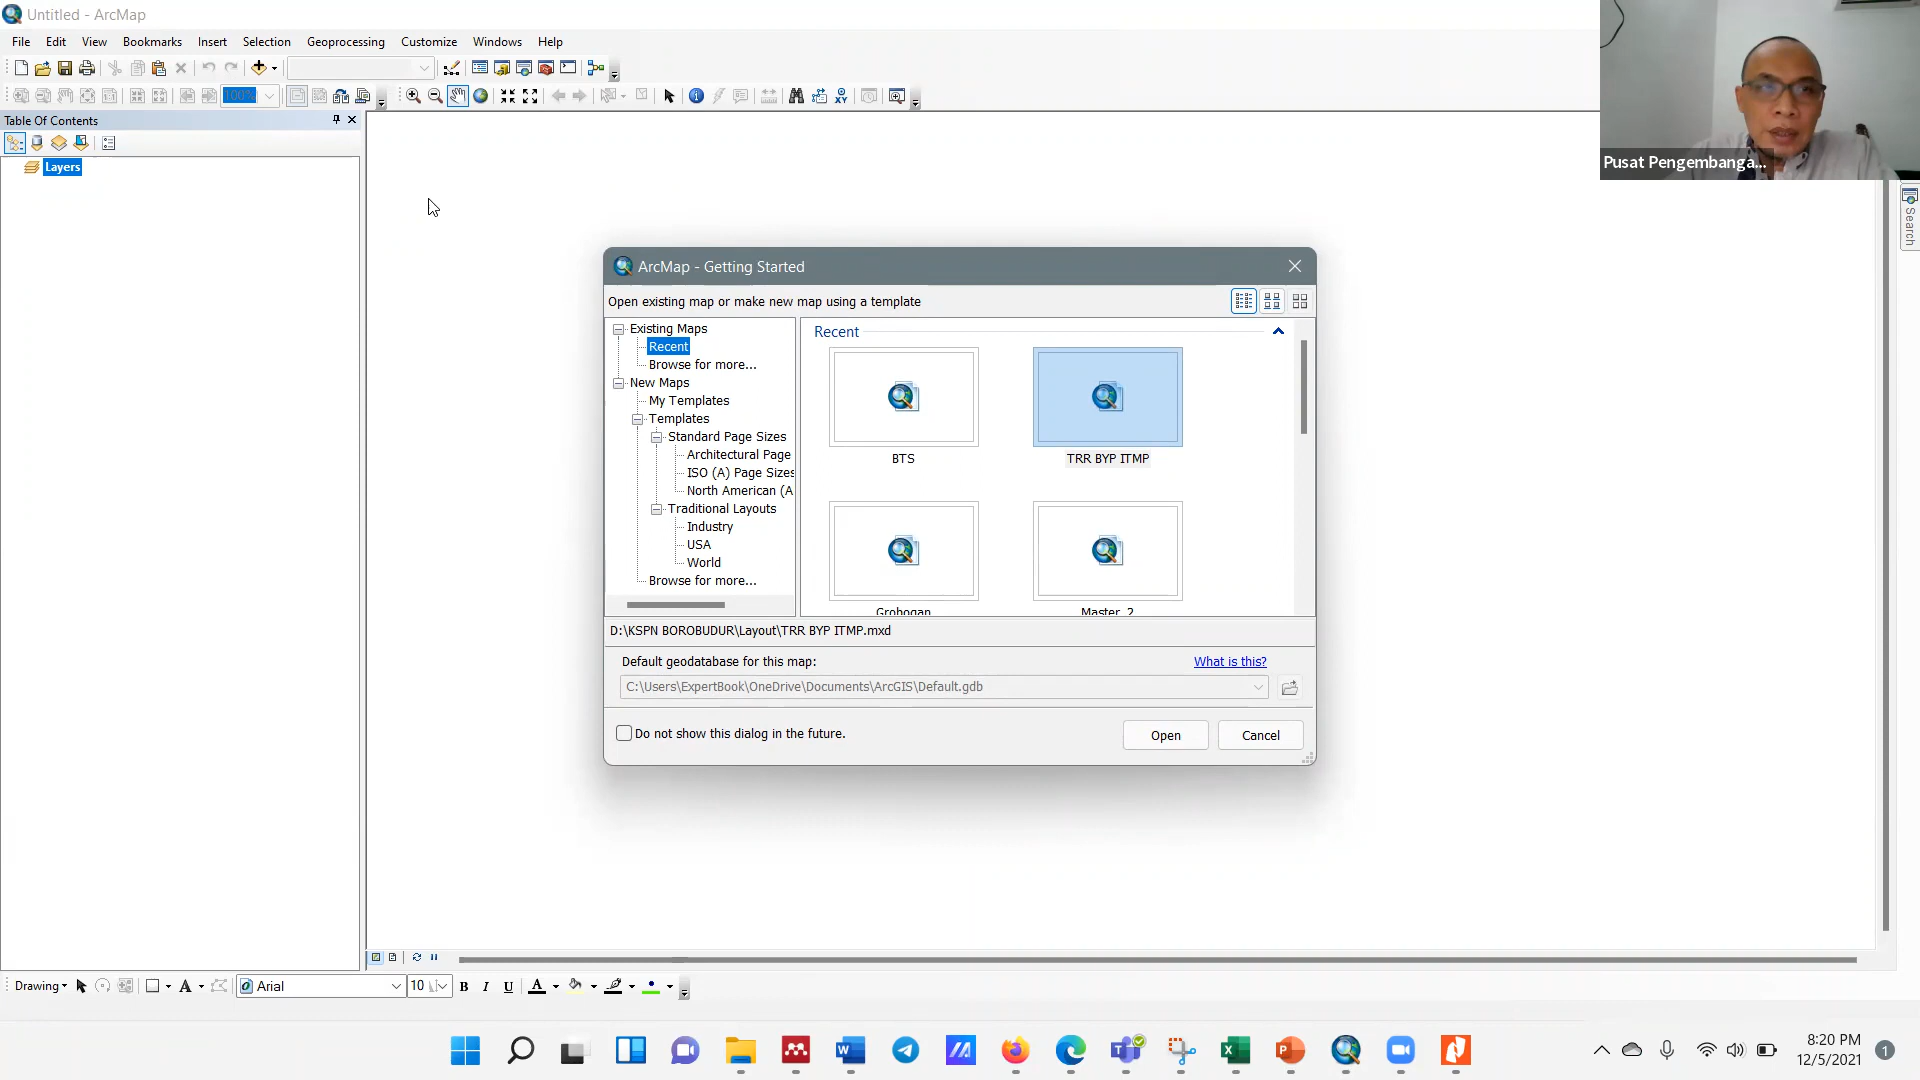 Untitled - ArcMap
File Edit View Bookmarks Insert Selection Geoprocessing Customize Windows Help
100%
Table Of Contents
Layers
Pusat Pengembanga...
Search
ArcMap - Getting Started
Open existing map or make new map using a template
Existing Maps
Recent
Browse for more...
New Maps
My Templates
Templates
Standard Page Sizes
Architectural Page
ISO (A) Page Sizes
North American (A
Traditional Layouts
Industry
USA
World
Browse for more...
Recent
BTS
TRR BYP ITMP
Grobogan
Master_2
D:\KSPN BOROBUDUR\Layout\TRR BYP ITMP.mxd
Default geodatabase for this map:
What is this?
C:\Users\ExpertBook\OneDrive\Documents\ArcGIS\Default.gdb
Do not show this dialog in the future.
Open
Cancel
Drawing
Arial
10
B I U A
8:20 PM
12/5/2021
1